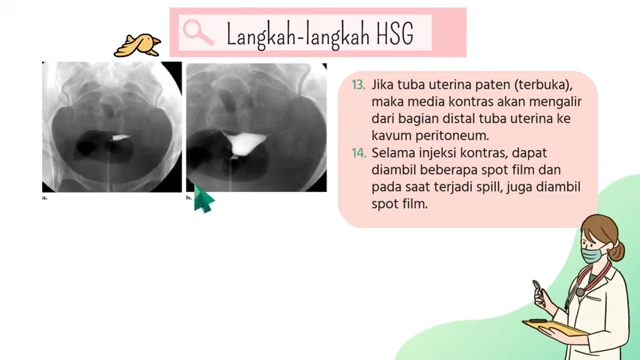 Langkah-langkah HSG
13. Jika tuba uterina paten (terbuka),
maka media kontras akan mengalir
dari bagian distal tuba uterina ke
kavum peritoneum.
14. Selama injeksi kontras, dapat
diambil beberapa spot film dan
pada saat terjadi spill, juga diambil
spot film.